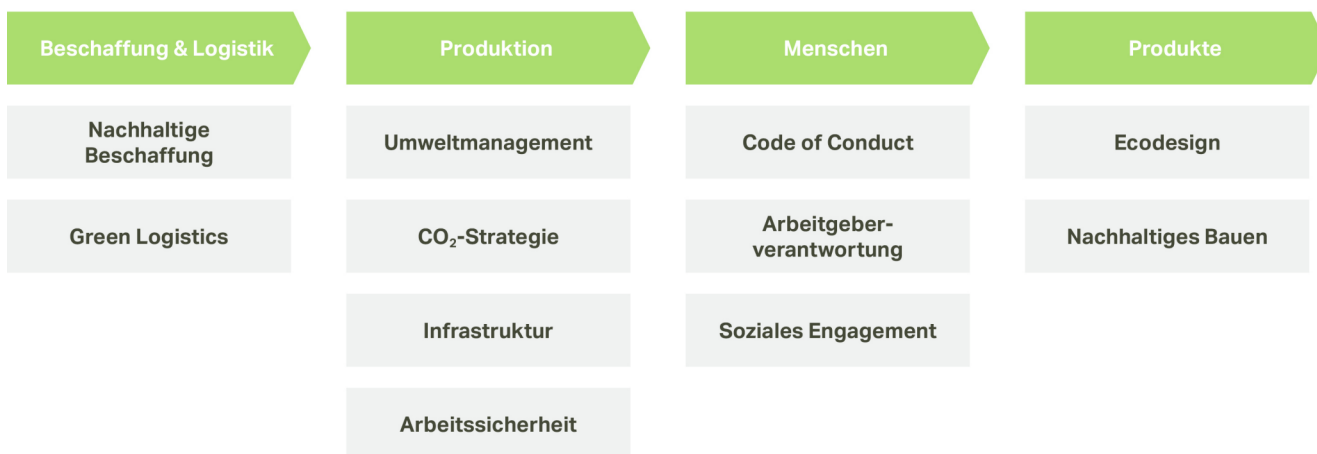 Beschaffung & Logistik
Produktion
Menschen
Produkte
Nachhaltige
Beschaffung
Umweltmanagement
Code of Conduct
Ecodesign
Green Logistics
CO₂-Strategie
Arbeitgeber-
verantwortung
Nachhaltiges Bauen
Infrastruktur
Soziales Engagement
Arbeitssicherheit